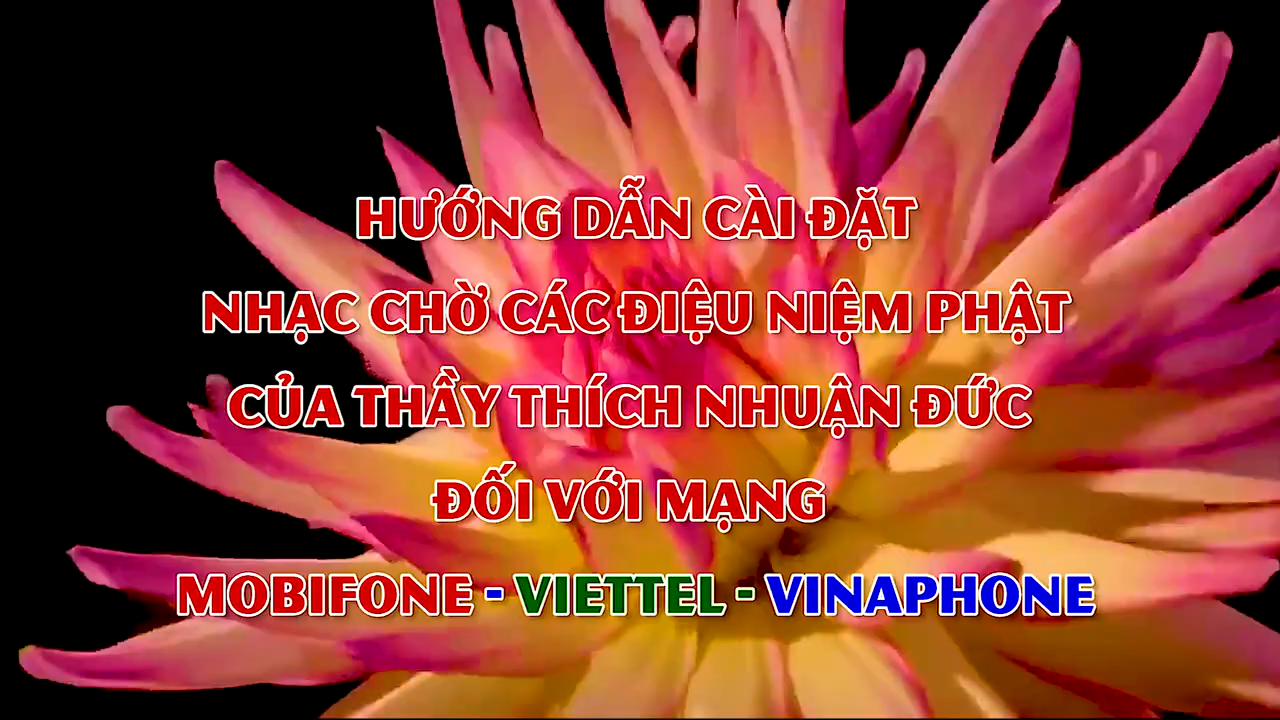 HƯỚNG DẪN CÀI ĐẶT
NHẠC CHỜ CÁC ĐIỆU NIỆM PHẬT
CỦA THẦY THÍCH NHUẬN ĐỨC
ĐỐI VỚI MẠNG
MOBIFONE - VIETTEL - VINAPHONE